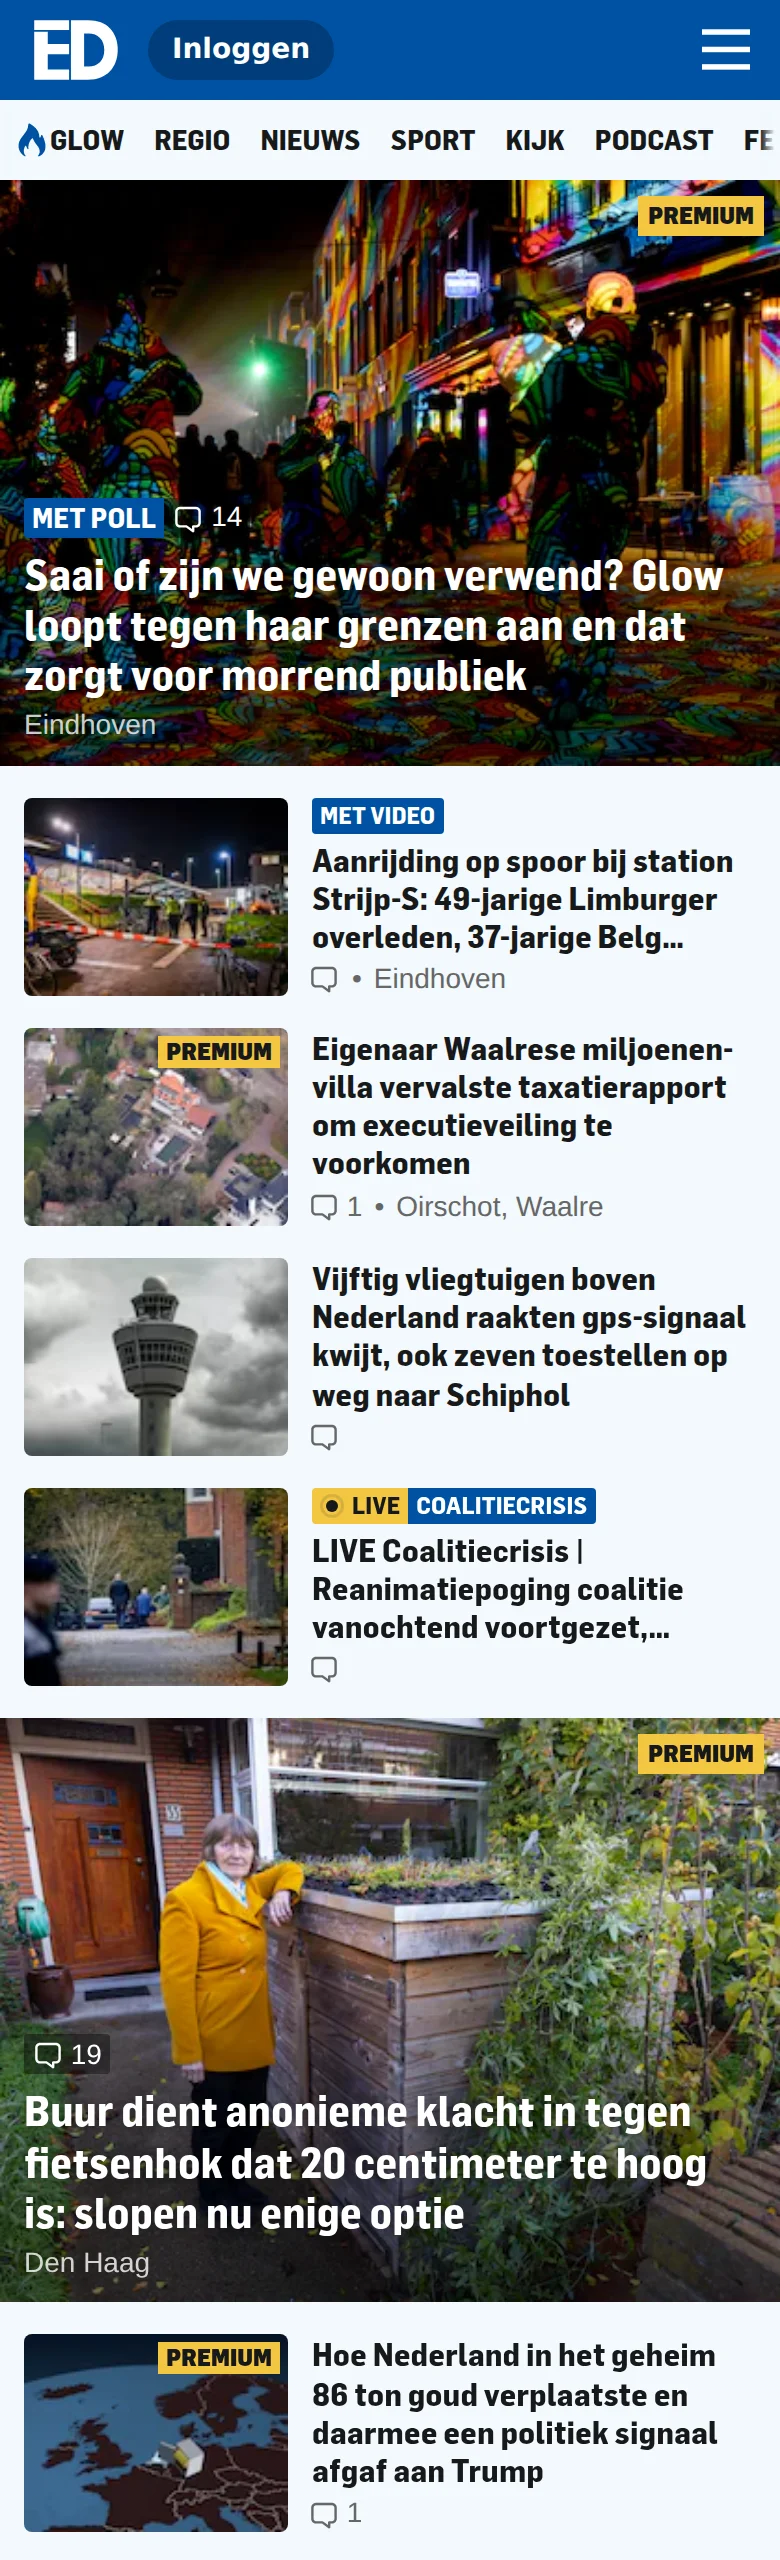 ED Inloggen
GLOW REGIO NIEUWS SPORT KIJK PODCAST FE
PREMIUM
MET POLL 14
Saai of zijn we gewoon verwend? Glow
loopt tegen haar grenzen aan en dat
zorgt voor morrend publiek
Eindhoven
MET VIDEO
Aanrijding op spoor bij station
Strijp-S: 49-jarige Limburger
overleden, 37-jarige Belg...
• Eindhoven
PREMIUM
Eigenaar Waalrese miljoenen-
villa vervalste taxatierapport
om executieveiling te
voorkomen
1 • Oirschot, Waalre
Vijftig vliegtuigen boven
Nederland raakten gps-signaal
kwijt, ook zeven toestellen op
weg naar Schiphol
LIVE COALITIECRISIS
LIVE Coalitiecrisis |
Reanimatiepoging coalitie
vanochtend voortgezet,...
PREMIUM
19
Buur dient anonieme klacht in tegen
fietsenhok dat 20 centimeter te hoog
is: slopen nu enige optie
Den Haag
PREMIUM
Hoe Nederland in het geheim
86 ton goud verplaatste en
daarmee een politiek signaal
afgaf aan Trump
1